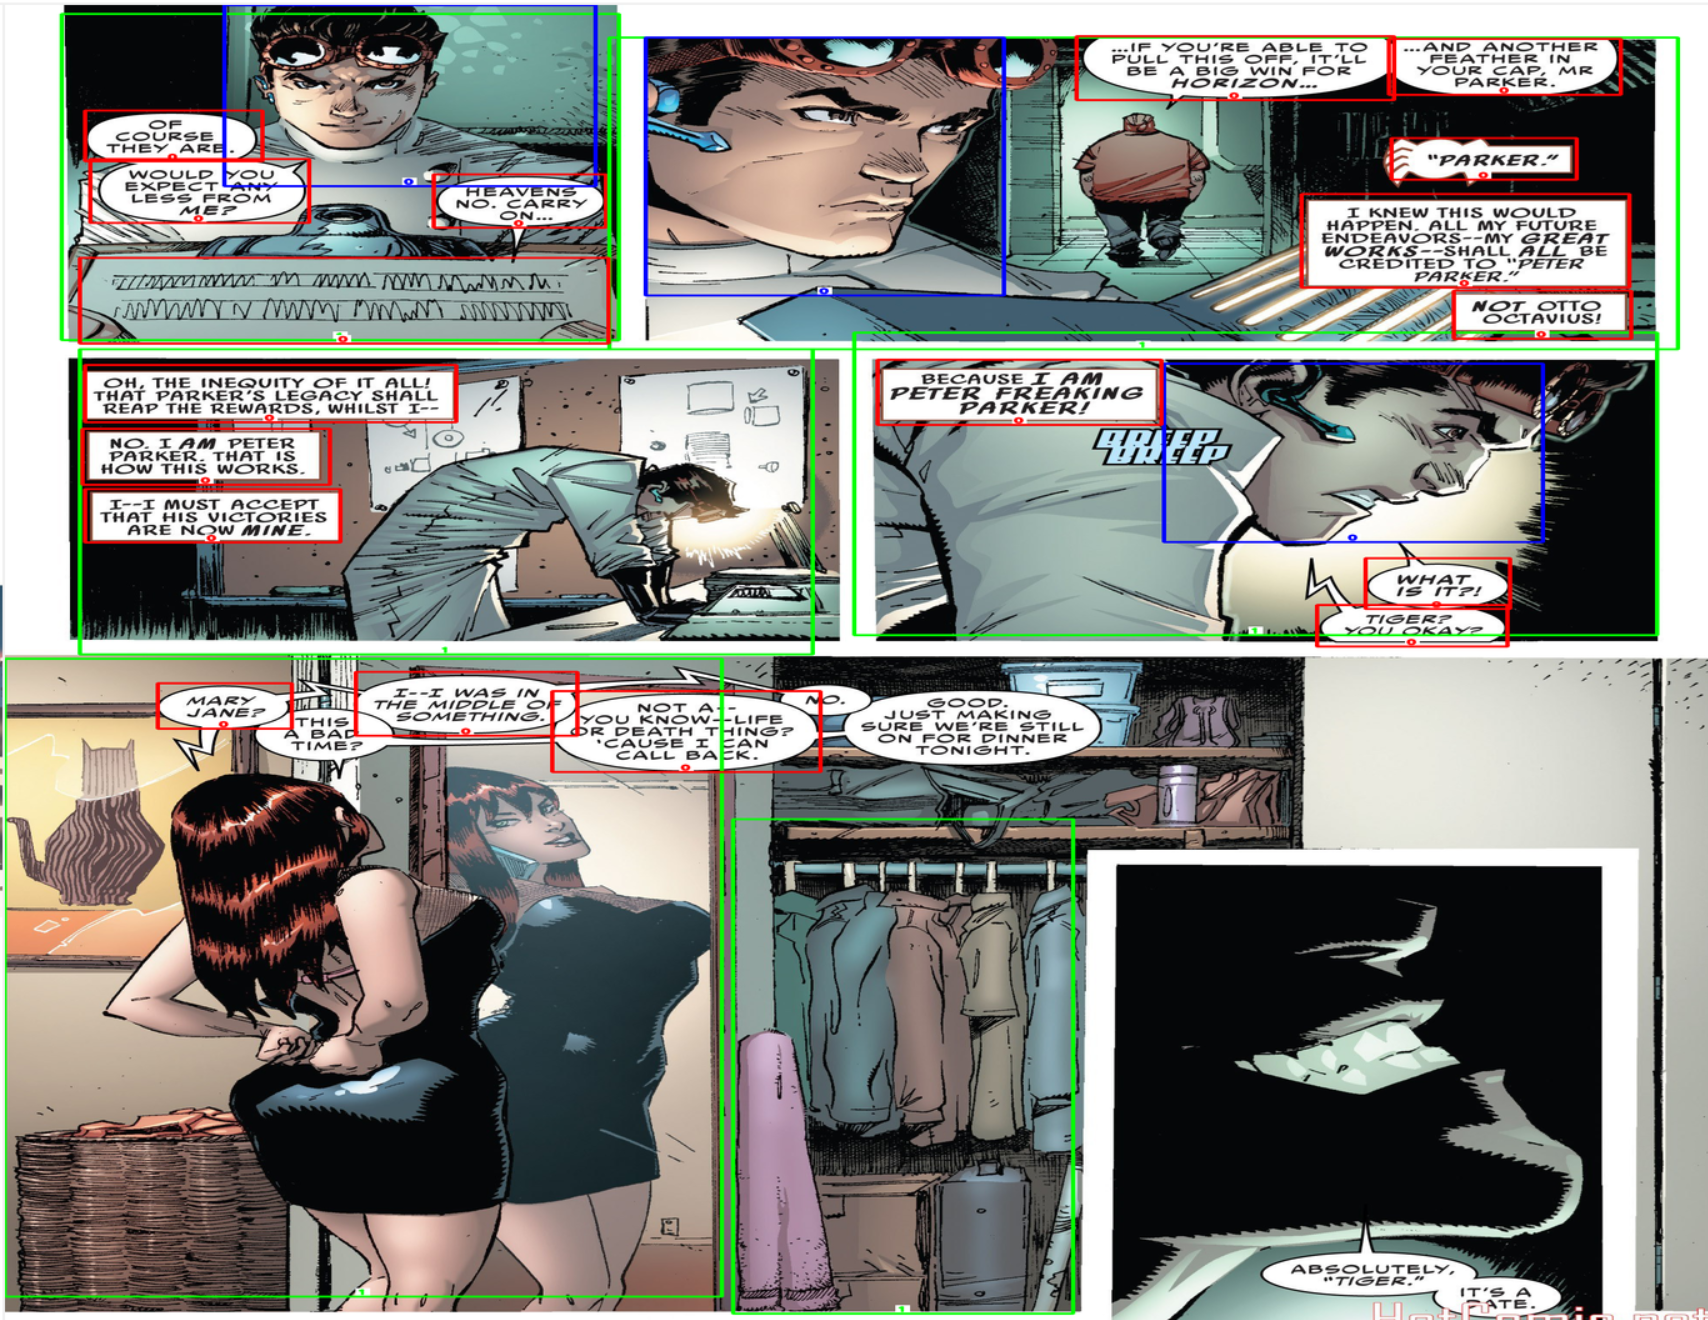 OF
COURSE
THEY ARE.
WOULD YOU
EXPECT ANY
LESS FROM
ME?
HEAVENS
NO. CARRY
ON...
...IF YOU'RE ABLE TO
PULL THIS OFF, IT'LL
BE A BIG WIN FOR
HORIZON...
...AND ANOTHER
FEATHER IN
YOUR CAP, MR
PARKER.
"PARKER."
I KNEW THIS WOULD
HAPPEN. ALL MY FUTURE
ENDEAVORS--MY GREAT
WORKS--SHALL ALL BE
CREDITED TO "PETER
PARKER."
NOT OTTO
OCTAVIUS!
OH, THE INEQUITY OF IT ALL!
THAT PARKER'S LEGACY SHALL
REAP THE REWARDS, WHILST I--
NO. I AM PETER
PARKER. THAT IS
HOW THIS WORKS.
I--I MUST ACCEPT
THAT HIS VICTORIES
ARE NOW MINE.
BECAUSE I AM
PETER FREAKING
PARKER!
BREEP
BREEP
WHAT
IS IT?!
TIGER?
YOU OKAY?
MARY
JANE?
THIS
A BAD
TIME?
I--I WAS IN
THE MIDDLE OF
SOMETHING.
NOT A--
YOU KNOW--LIFE
OR DEATH THING?
'CAUSE I CAN
CALL BACK.
NO.
GOOD.
JUST MAKING
SURE WE'RE STILL
ON FOR DINNER
TONIGHT.
ABSOLUTELY,
"TIGER."
IT'S A
DATE.